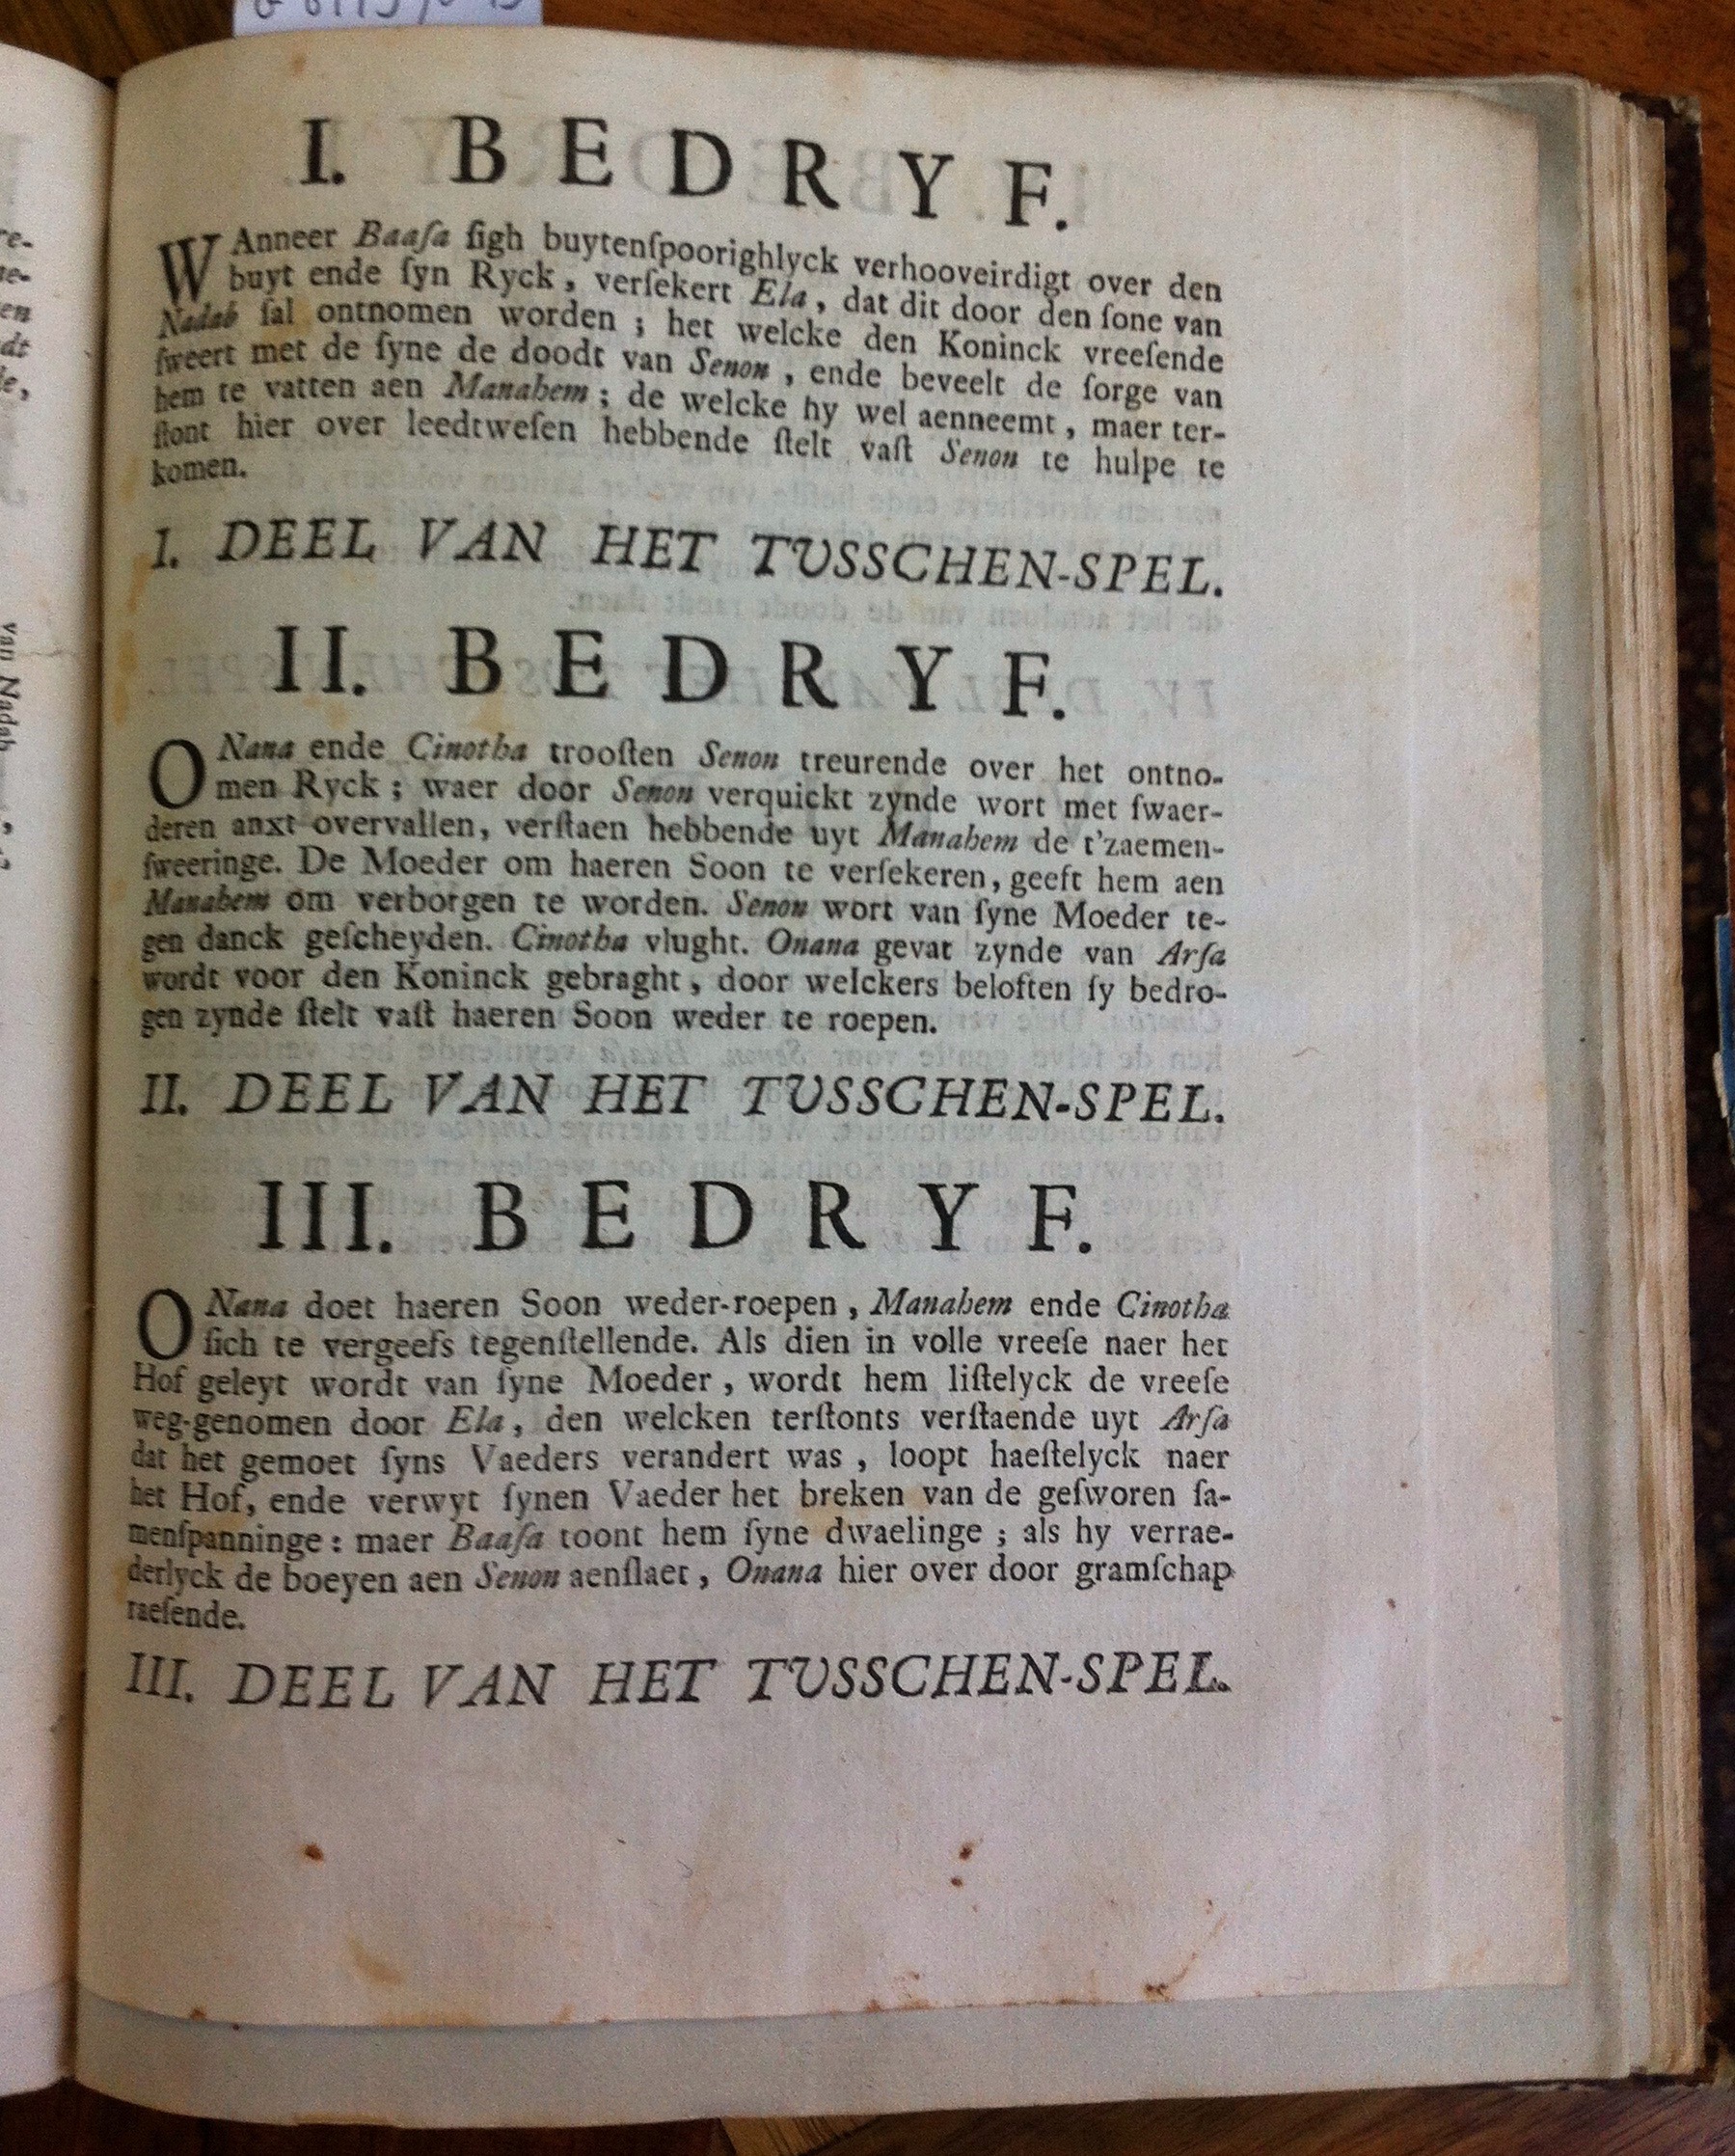 I. BEDRYF.
WAnneer Baaſa ſigh buytenſpoorighlyck verhooveirdigt over den
buyt ende ſyn Ryck, verſekert Ela, dat dit door den ſone van
Nadab ſal ontnomen worden; het welcke den Koninck vreeſende
ſweert met de ſyne de doodt van Senon, ende beveelt de ſorge van
hem te vatten aen Manahem; de welcke hy wel aenneemt, maer ter-
ſtont hier over leedtweſen hebbende ſtelt vaſt Senon te hulpe te
komen.
I. DEEL VAN HET TUSSCHEN-SPEL.
II. BEDRYF.
ONana ende Cinotha trooſten Senon treurende over het ontno-
men Ryck; waer door Senon verquickt zynde wort met ſwaer-
deren anxt overvallen, verſtaen hebbende uyt Manahem de t'zaemen-
ſweeringe. De Moeder om haeren Soon te verſekeren, geeft hem aen
Manahem om verborgen te worden. Senon wort van ſyne Moeder te-
gen danck geſcheyden. Cinotha vlught. Onana gevat zynde van Arſa
wordt voor den Koninck gebraght, door welckers beloften ſy bedro-
gen zynde ſtelt vaſt haeren Soon weder te roepen.
II. DEEL VAN HET TUSSCHEN-SPEL.
III. BEDRYF.
ONana doet haeren Soon weder-roepen, Manahem ende Cinotha
ſich te vergeefs tegenſtellende. Als dien in volle vreeſe naer het
Hof geleyt wordt van ſyne Moeder, wordt hem liſtelyck de vreeſe
weg-genomen door Ela, den welcken terſtonts verſtaende uyt Arſa
dat het gemoet ſyns Vaeders verandert was, loopt haeſtelyck naer
het Hof, ende verwyt ſynen Vaeder het breken van de geſworen ſa-
menſpanninge: maer Baaſa toont hem ſyne dwaelinge; als hy verrae-
derlyck de boeyen aen Senon aenſlaet, Onana hier over door gramſchap
raeſende.
III. DEEL VAN HET TUSSCHEN-SPEL.